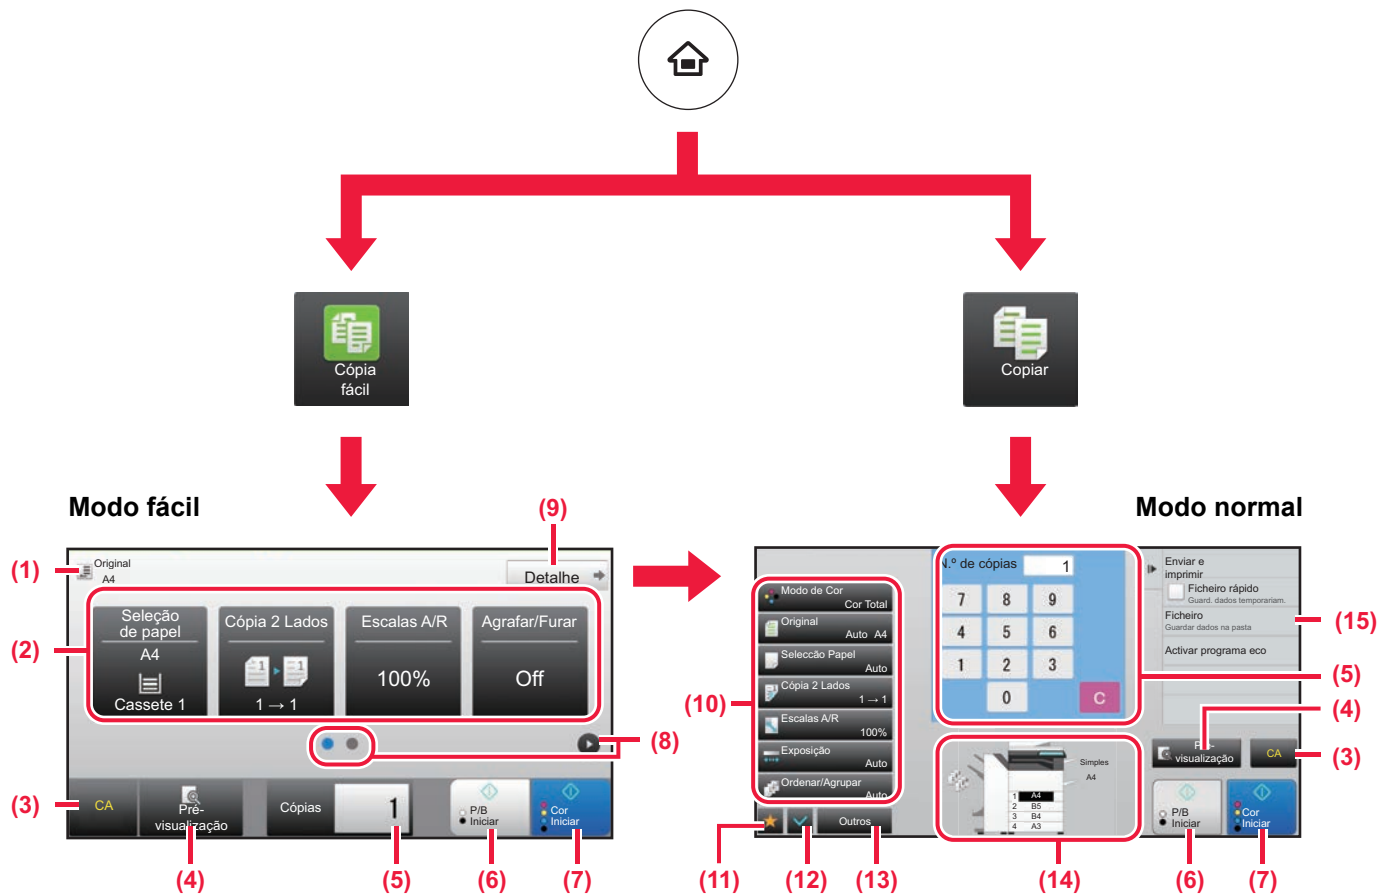 Cópia
fácil
Copiar
Modo fácil
Modo normal
(9)
(1)
Original
A4
Detalhe
(2)
Seleção
de papel
A4
Cassete 1
Cópia 2 Lados
1
1
1 → 1
Escalas A/R
100%
Agrafar/Furar
Off
(8)
(3)
CA
Pré-
visualização
Cópias
1
P/B
Iniciar
Cor
Iniciar
(4)
(5)
(6)
(7)
(10)
Modo de Cor
Cor Total
Original
Auto A4
Selecção Papel
Auto
Cópia 2 Lados
1 → 1
Escalas A/R
100%
Exposição
Auto
Ordenar/Agrupar
Auto
Outros
N.º de cópias
1
7 8 9
4 5 6
1 2 3
0
C
Simples
A4
1 A4
2 B5
3 B4
4 A3
Enviar e
imprimir
Ficheiro rápido
Guard. dados temporariam.
Ficheiro
Guardar dados na pasta
Activar programa eco
(15)
(5)
(4)
visualização
CA
(3)
P/B
Iniciar
Cor
Iniciar
(11)
(12)
(13)
(14)
(6)
(7)